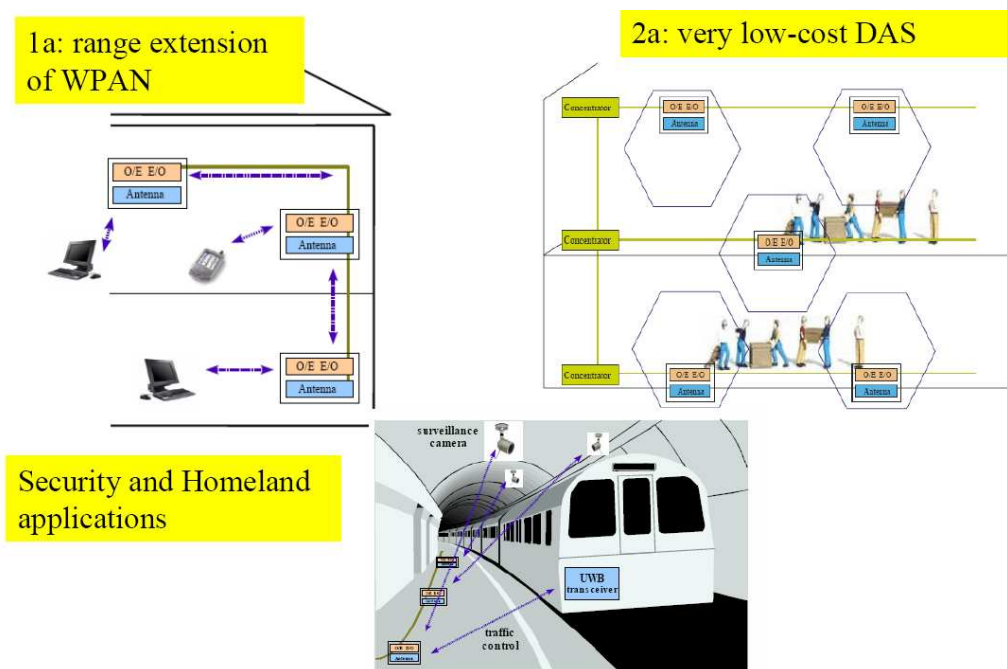 1a: range extension
of WPAN
O/E E/O
Antenna
O/E E/O
Antenna
O/E E/O
Antenna
2a: very low-cost DAS
Concentrator
O/E E/O
Antenna
O/E E/O
Antenna
Concentrator
O/E E/O
Antenna
Concentrator
O/E E/O
Antenna
O/E E/O
Antenna
Security and Homeland
applications
surveillance
camera
O/E E/O
Antenna
UWB
transceiver
traffic
control